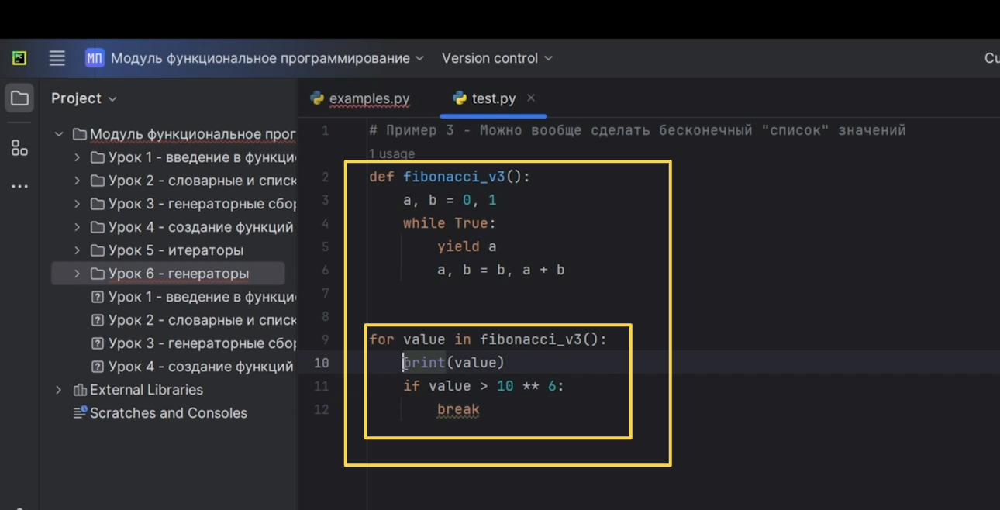 PC
МП Модуль функциональное программирование Version control Cu
Project
examples.py test.py
Модуль функциональное прог
Урок 1 - введение в функци
Урок 2 - словарные и списк
Урок 3 - генераторные сбор
Урок 4 - создание функций
Урок 5 - итераторы
Урок 6 - генераторы
Урок 1 - введение в функци
Урок 2 - словарные и списк
Урок 3 - генераторные сбор
Урок 4 - создание функций
External Libraries
Scratches and Consoles
1 # Пример 3 - Можно вообще сделать бесконечный "список" значений
1 usage
2 def fibonacci_v3():
3 a, b = 0, 1
4 while True:
5 yield a
6 a, b = b, a + b
7
8
9 for value in fibonacci_v3():
10 print(value)
11 if value > 10 ** 6:
12 break